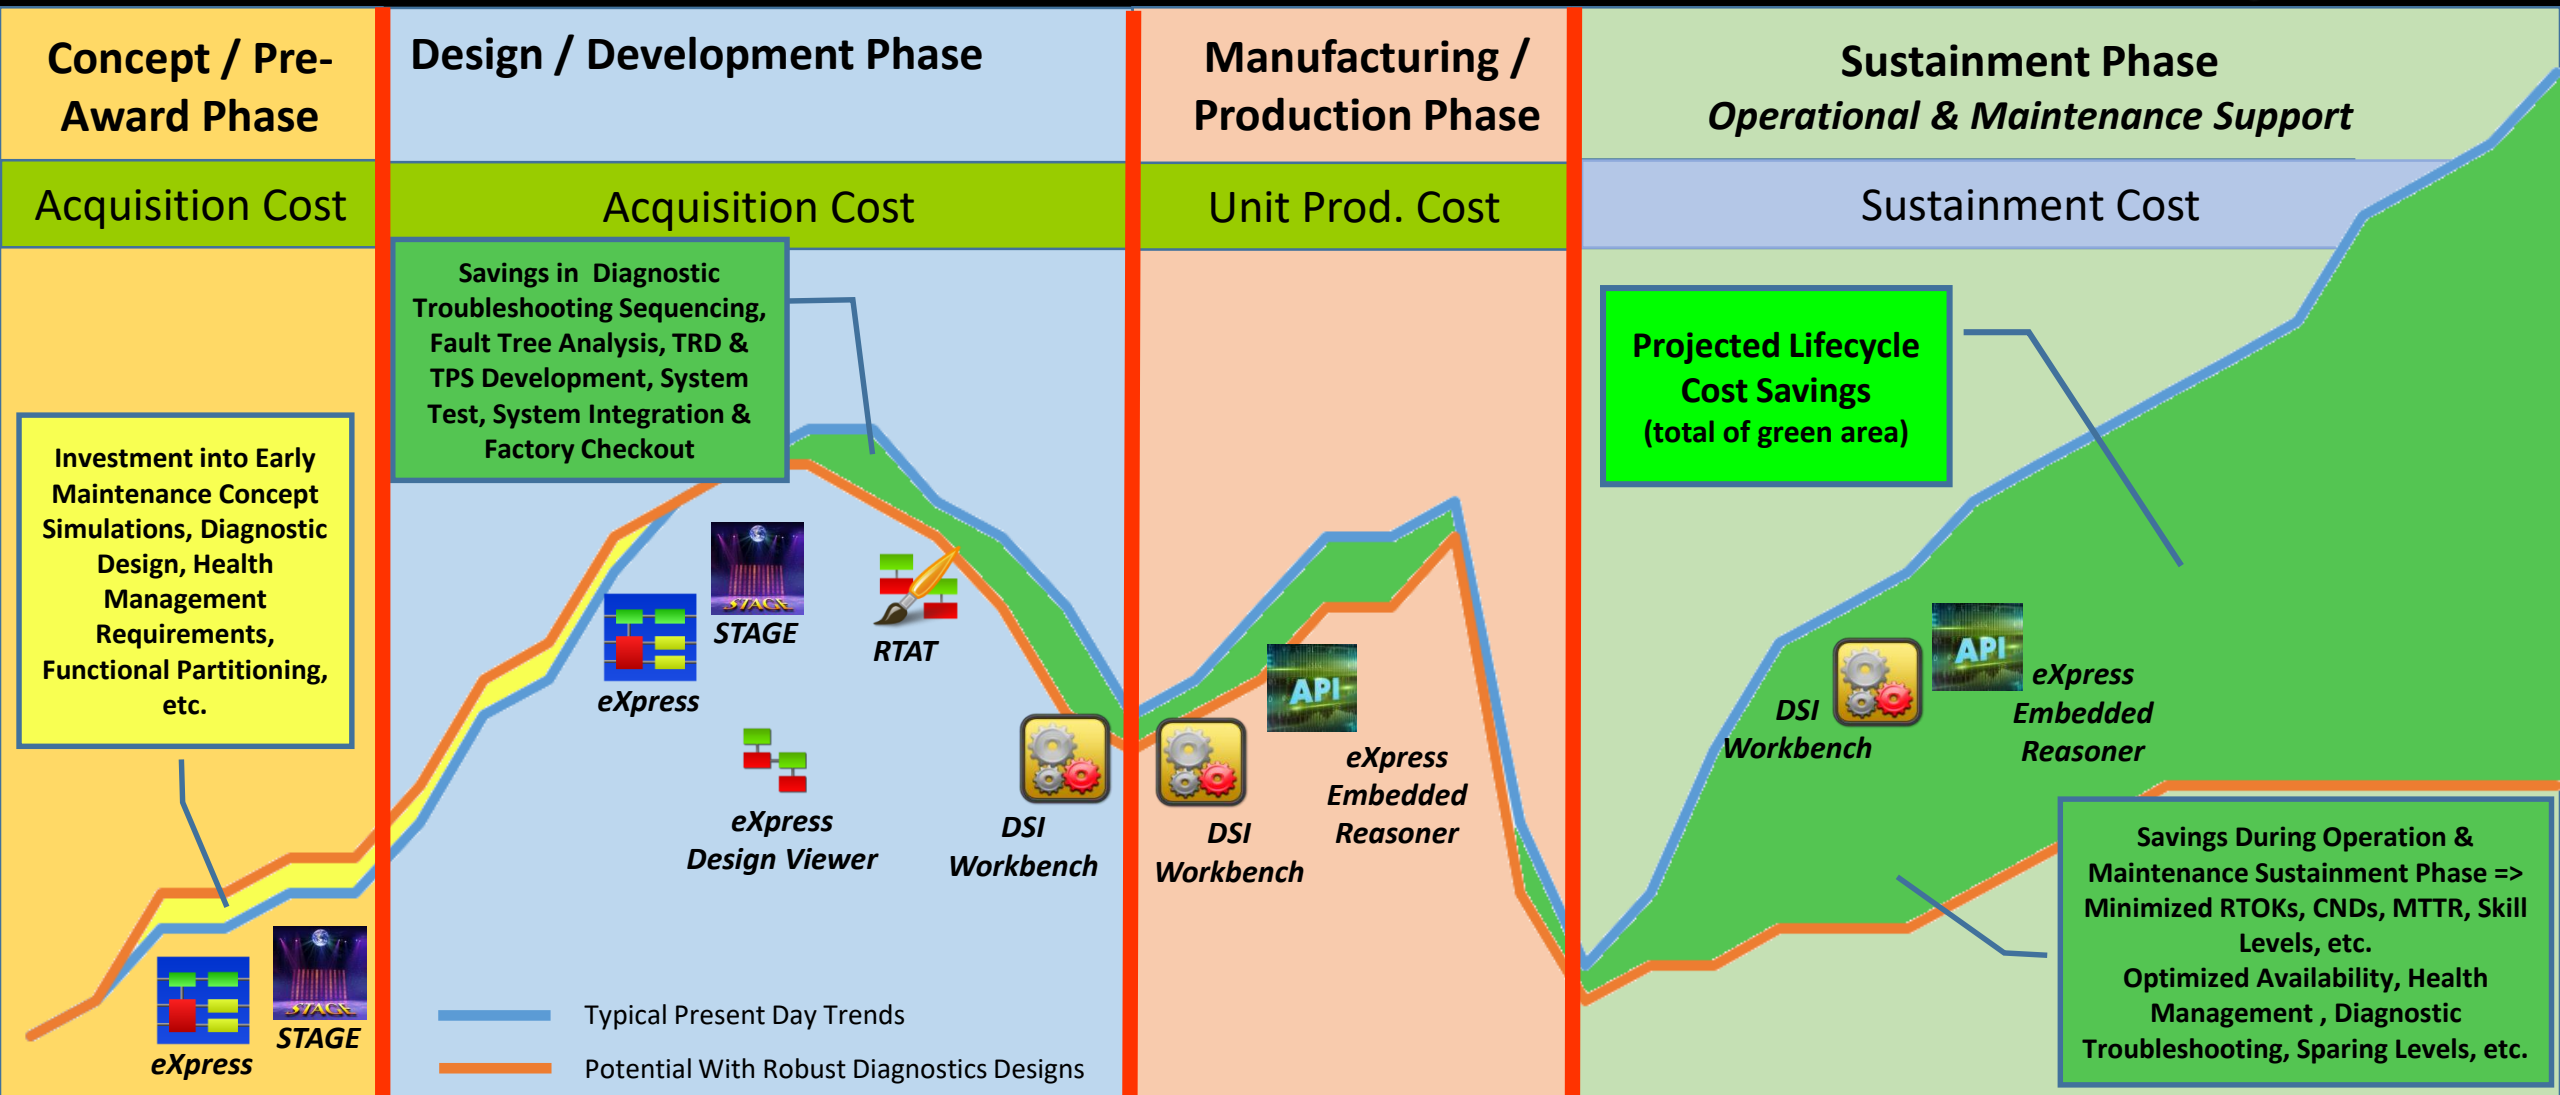 Concept / Pre-
Award Phase
Design / Development Phase
Manufacturing /
Production Phase
Sustainment Phase
Operational & Maintenance Support
Acquisition Cost
Acquisition Cost
Unit Prod. Cost
Sustainment Cost
Investment into Early
Maintenance Concept
Simulations, Diagnostic
Design, Health
Management
Requirements,
Functional Partitioning,
etc.
eXpress
STAGE
STAGE
Savings in Diagnostic
Troubleshooting Sequencing,
Fault Tree Analysis, TRD &
TPS Development, System
Test, System Integration &
Factory Checkout
eXpress
STAGE
STAGE
RTAT
eXpress
Design Viewer
DSI
Workbench
Typical Present Day Trends
Potential With Robust Diagnostics Designs
DSI
Workbench
API
eXpress
Embedded
Reasoner
Projected Lifecycle
Cost Savings
(total of green area)
DSI
Workbench
API
eXpress
Embedded
Reasoner
Savings During Operation &
Maintenance Sustainment Phase =>
Minimized RTOKs, CNDs, MTTR, Skill
Levels, etc.
Optimized Availability, Health
Management , Diagnostic
Troubleshooting, Sparing Levels, etc.